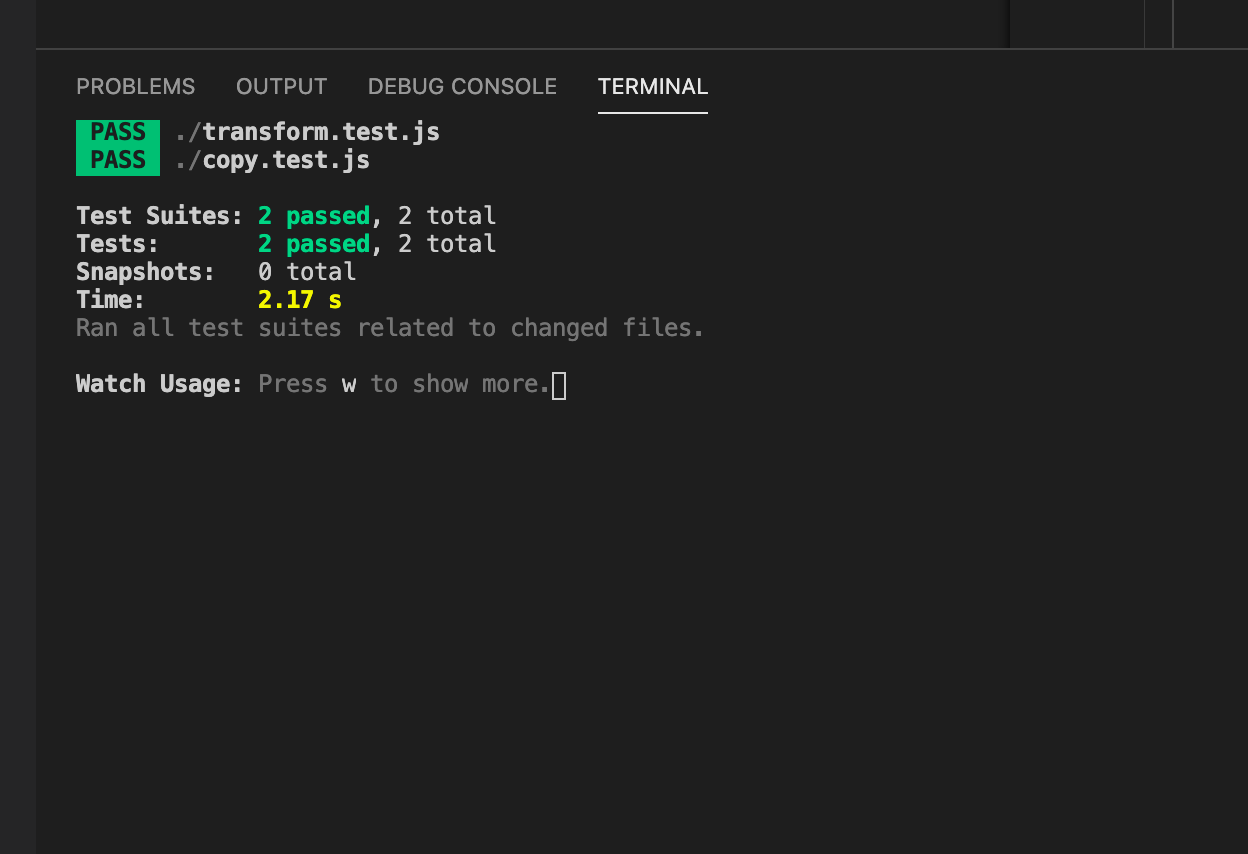 PROBLEMS OUTPUT DEBUG CONSOLE TERMINAL
PASS ./transform.test.js
PASS ./copy.test.js
Test Suites: 2 passed, 2 total
Tests: 2 passed, 2 total
Snapshots: 0 total
Time: 2.17 s
Ran all test suites related to changed files.
Watch Usage: Press w to show more.